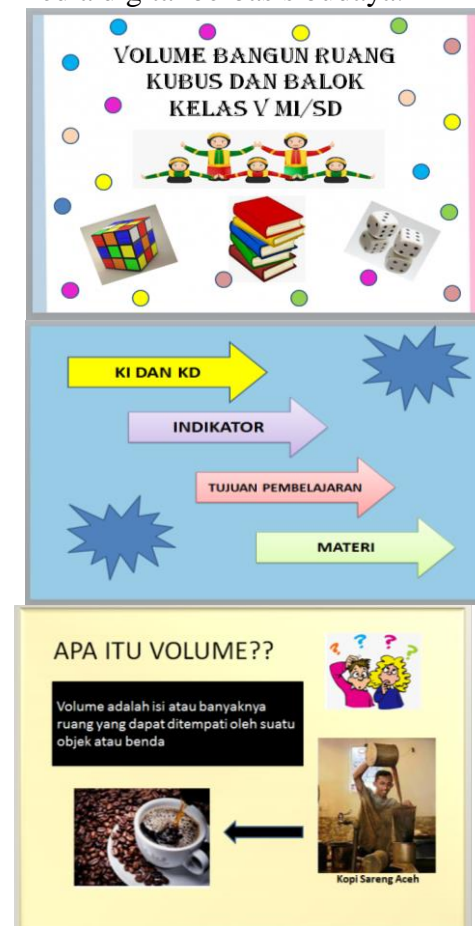 VOLUME BANGUN RUANG
KUBUS DAN BALOK
KELAS V MI/SD
KI DAN KD
INDIKATOR
TUJUAN PEMBELAJARAN
MATERI
APA ITU VOLUME??
Volume adalah isi atau banyaknya
ruang yang dapat ditempati oleh suatu
objek atau benda
Kopi Sareng Aceh